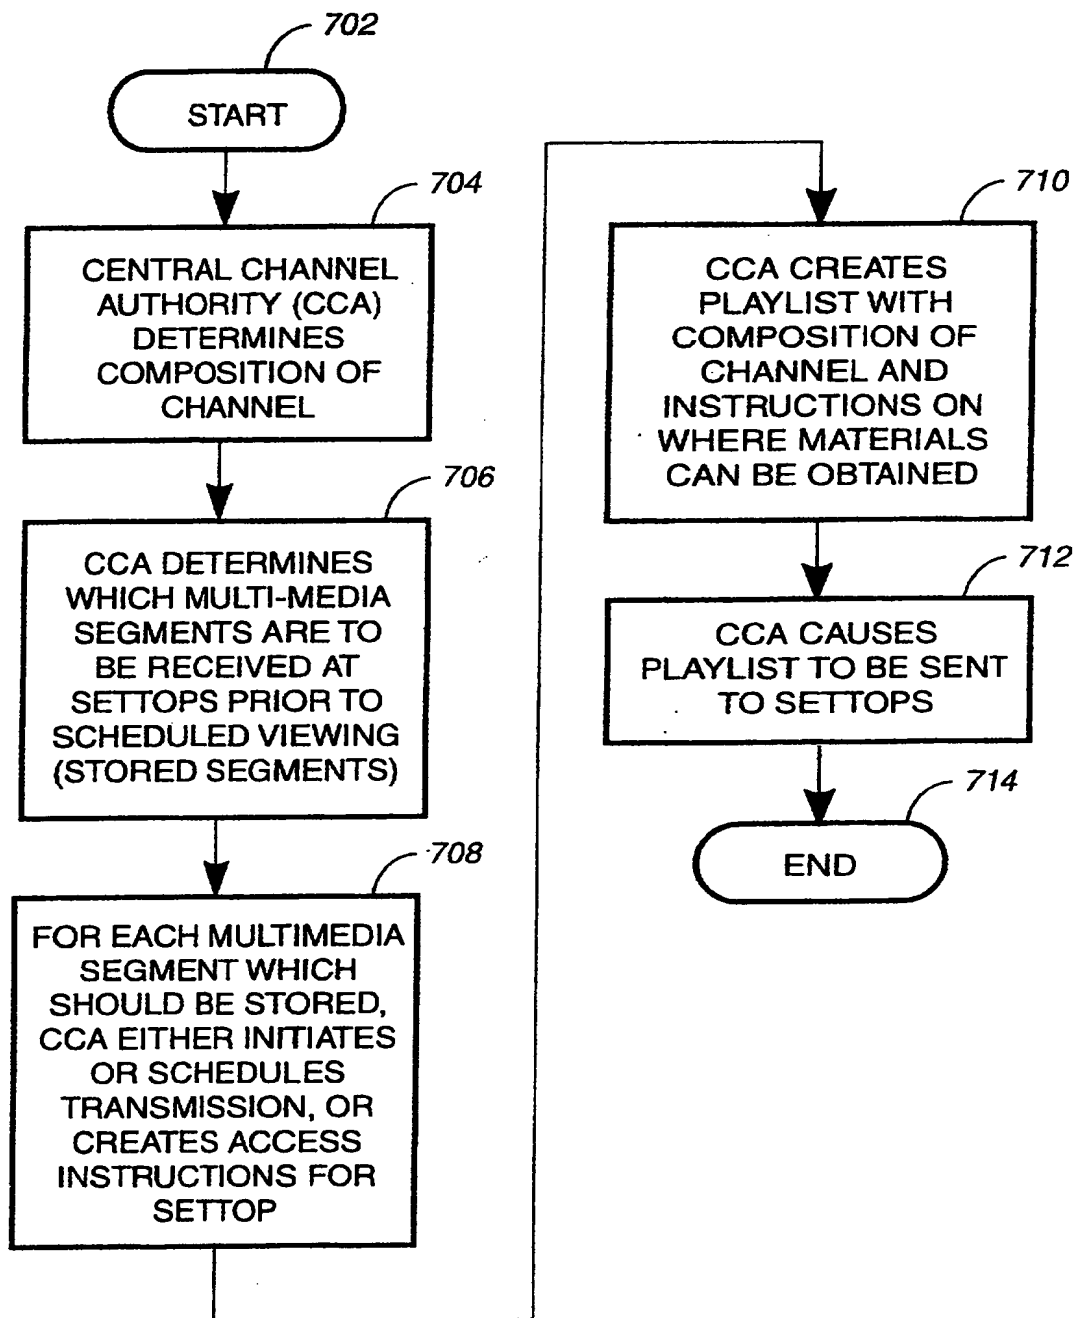 702
START
704
CENTRAL CHANNEL
AUTHORITY (CCA)
DETERMINES
COMPOSITION OF
CHANNEL
706
CCA DETERMINES
WHICH MULTI-MEDIA
SEGMENTS ARE TO
BE RECEIVED AT
SETTOPS PRIOR TO
SCHEDULED VIEWING
(STORED SEGMENTS)
708
FOR EACH MULTIMEDIA
SEGMENT WHICH
SHOULD BE STORED,
CCA EITHER INITIATES
OR SCHEDULES
TRANSMISSION, OR
CREATES ACCESS
INSTRUCTIONS FOR
SETTOP
710
CCA CREATES
PLAYLIST WITH
COMPOSITION OF
CHANNEL AND
INSTRUCTIONS ON
WHERE MATERIALS
CAN BE OBTAINED
712
CCA CAUSES
PLAYLIST TO BE SENT
TO SETTOPS
714
END